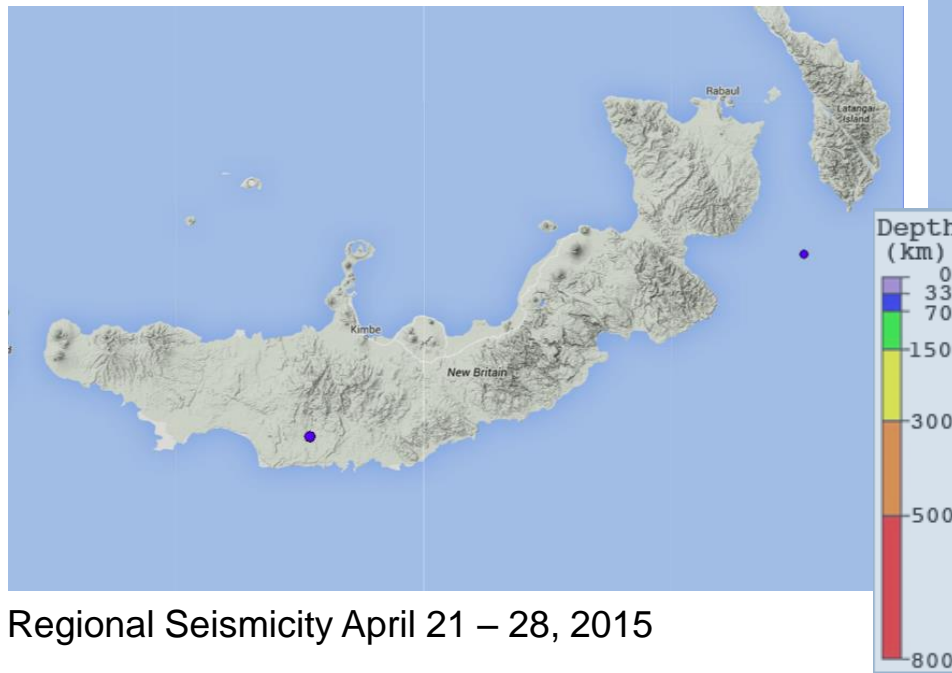 Rabaul
Latangai
Island
Kimbe
New Britain
Depth
(km)
0
33
70
150
300
500
800
Regional Seismicity April 21 – 28, 2015